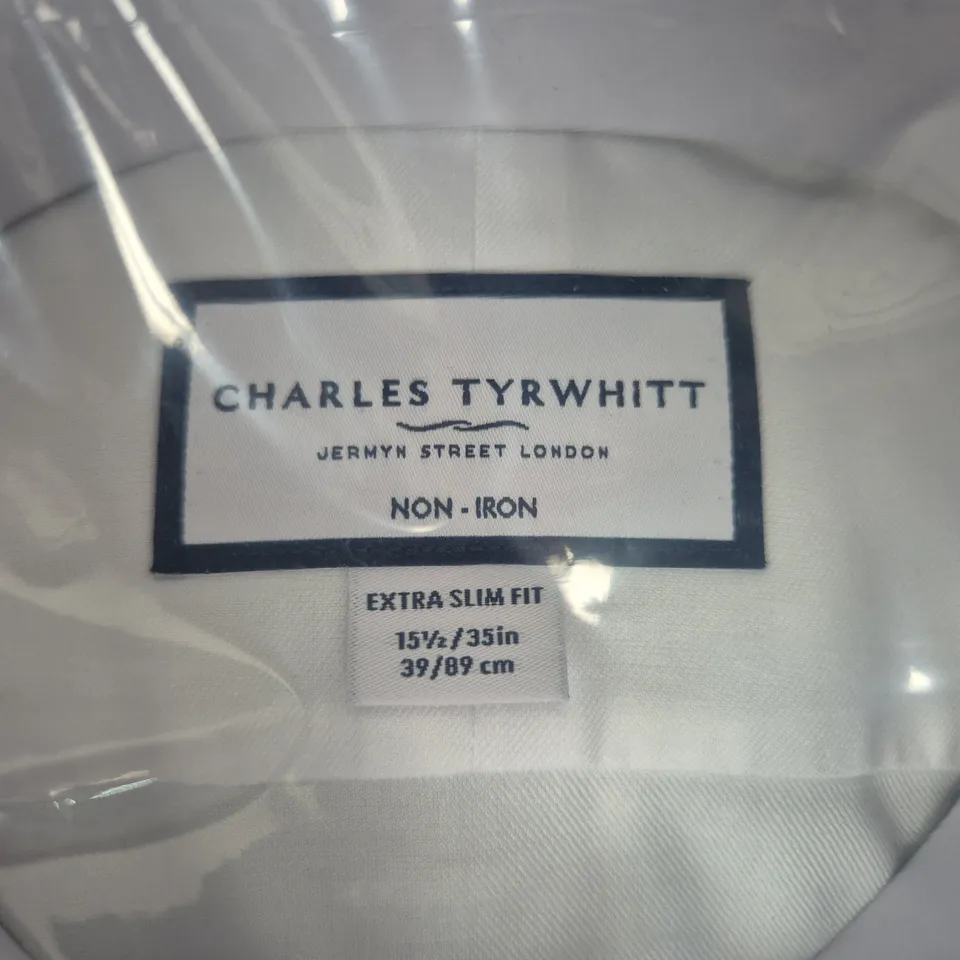 CHARLES TYRWHITT
JERMYN STREET LONDON
NON - IRON
EXTRA SLIM FIT
15½/35in
39/89 cm